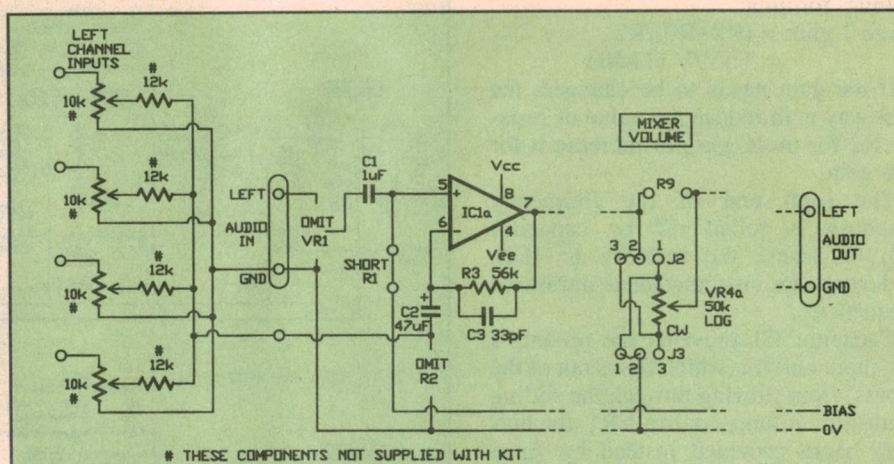 LEFT
CHANNEL
INPUTS
#
12k
10k
#
#
12k
10k
#
#
12k
10k
#
#
12k
10k
#
LEFT
AUDIO
IN
GND
OMIT
VR1
C1
1uF
SHORT
R1
C2
47uF
+
OMIT
R2
5
+
6
-
IC1a
Vcc
8
7
4
Vee
R3
56k
C3
33pF
MIXER
VOLUME
R9
3 2 1
J2
VR4a
50k
LOG
CW
J3
1 2 3
LEFT
AUDIO
OUT
GND
BIAS
0V
# THESE COMPONENTS NOT SUPPLIED WITH KIT